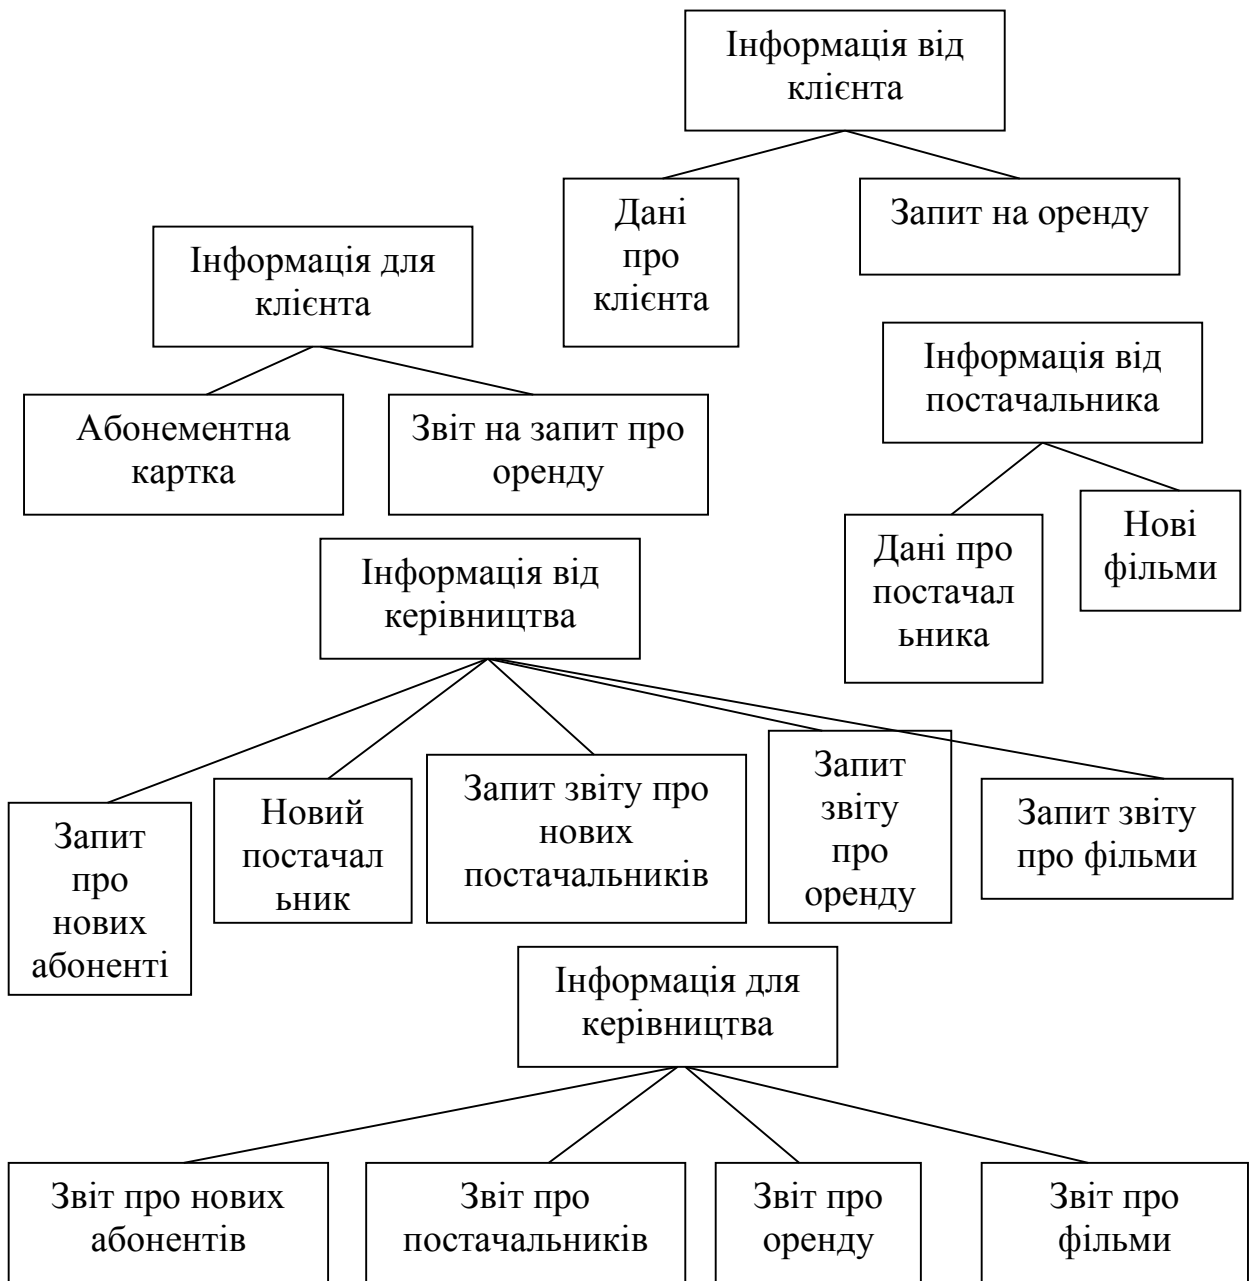 Інформація від
клієнта
Дані
про
клієнта
Запит на оренду
Інформація для
клієнта
Абонементна
картка
Звіт на запит про
оренду
Інформація від
постачальника
Дані про
постачал
ьника
Нові
фільми
Інформація від
керівництва
Запит
про
нових
абоненті
Новий
постачал
ьник
Запит звіту про
нових
постачальників
Запит
звіту
про
оренду
Запит звіту
про фільми
Інформація для
керівництва
Звіт про нових
абонентів
Звіт про
постачальників
Звіт про
оренду
Звіт про
фільми